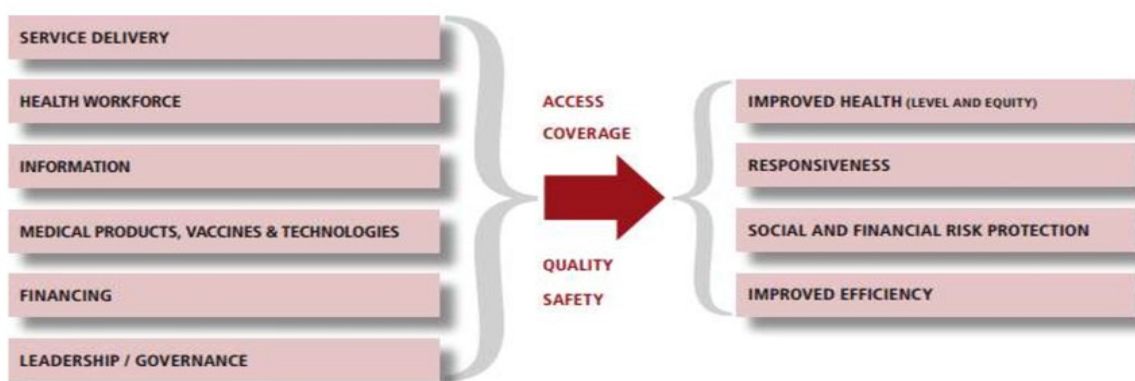 SERVICE DELIVERY
HEALTH WORKFORCE
INFORMATION
MEDICAL PRODUCTS, VACCINES & TECHNOLOGIES
FINANCING
LEADERSHIP / GOVERNANCE
ACCESS
COVERAGE
QUALITY
SAFETY
IMPROVED HEALTH (LEVEL AND EQUITY)
RESPONSIVENESS
SOCIAL AND FINANCIAL RISK PROTECTION
IMPROVED EFFICIENCY